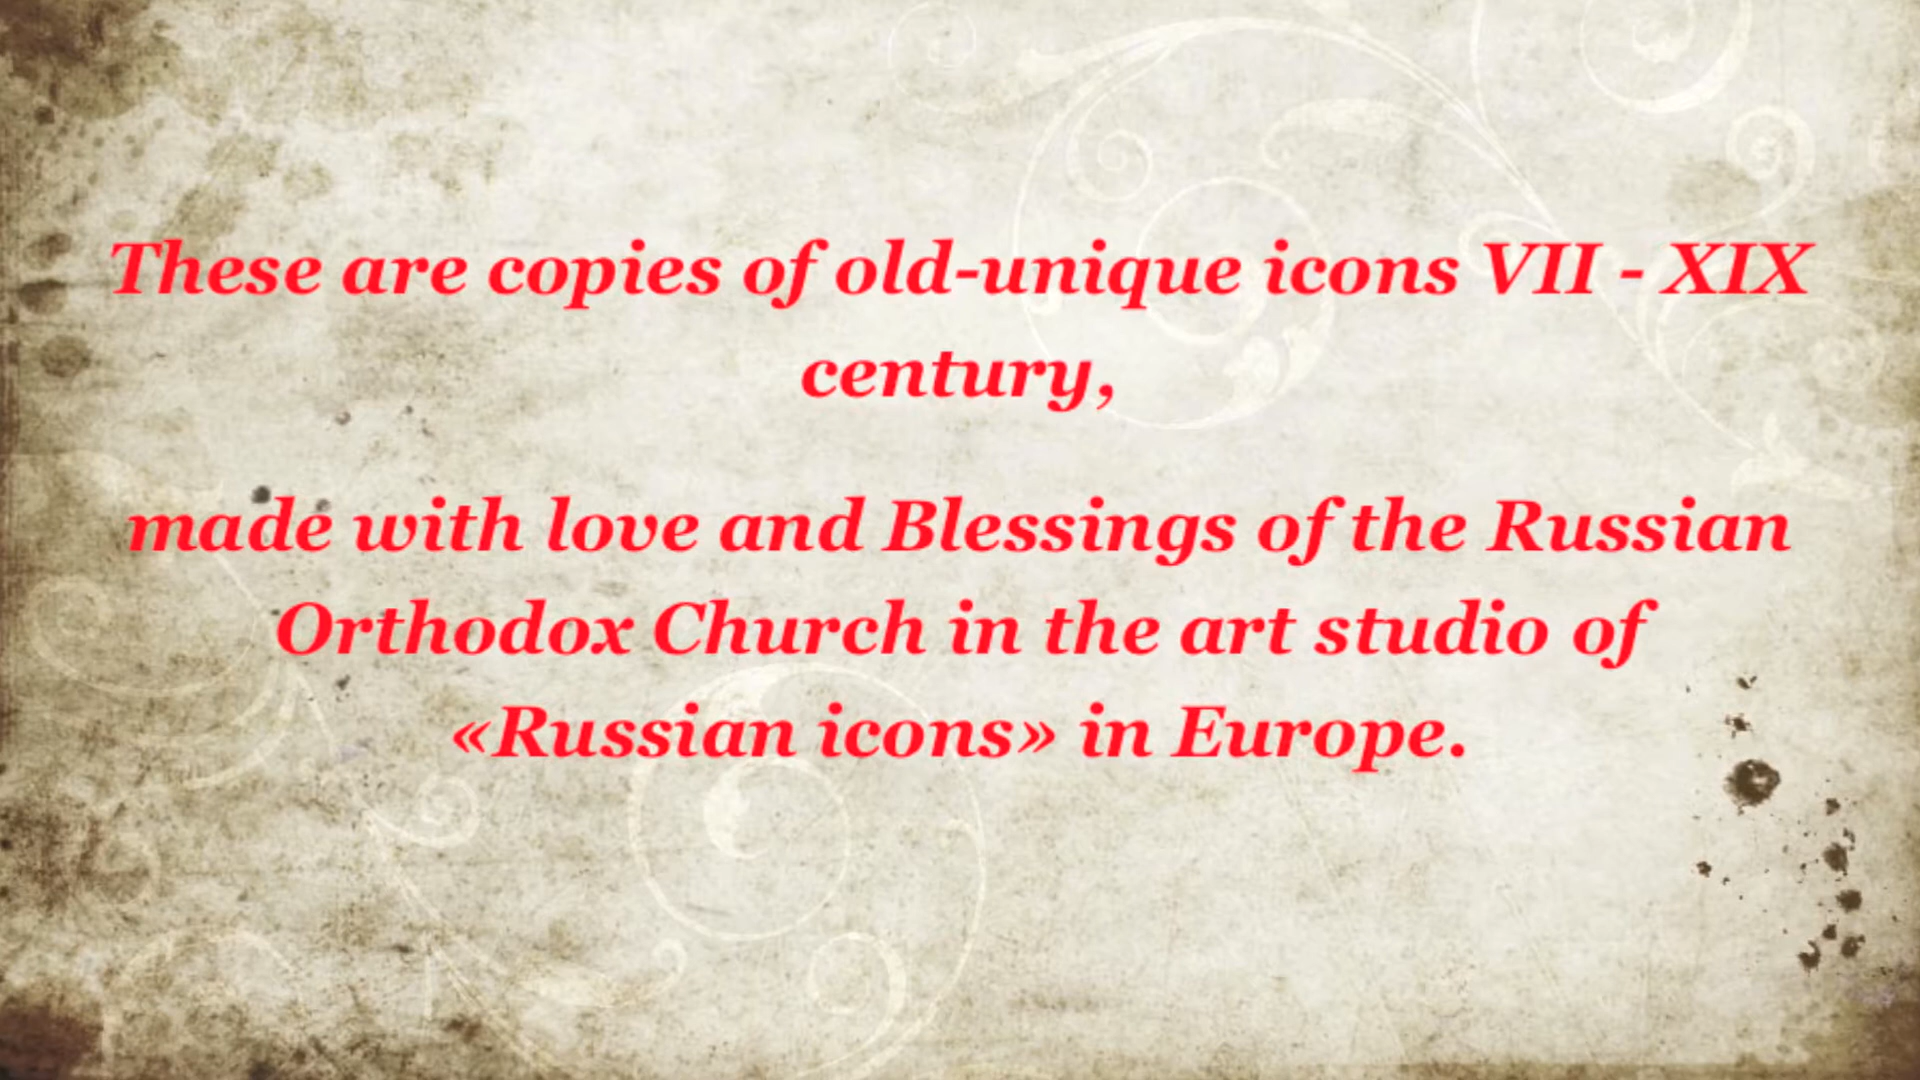 These are copies of old-unique icons VII - XIX
century,
made with love and Blessings of the Russian
Orthodox Church in the art studio of
«Russian icons» in Europe.